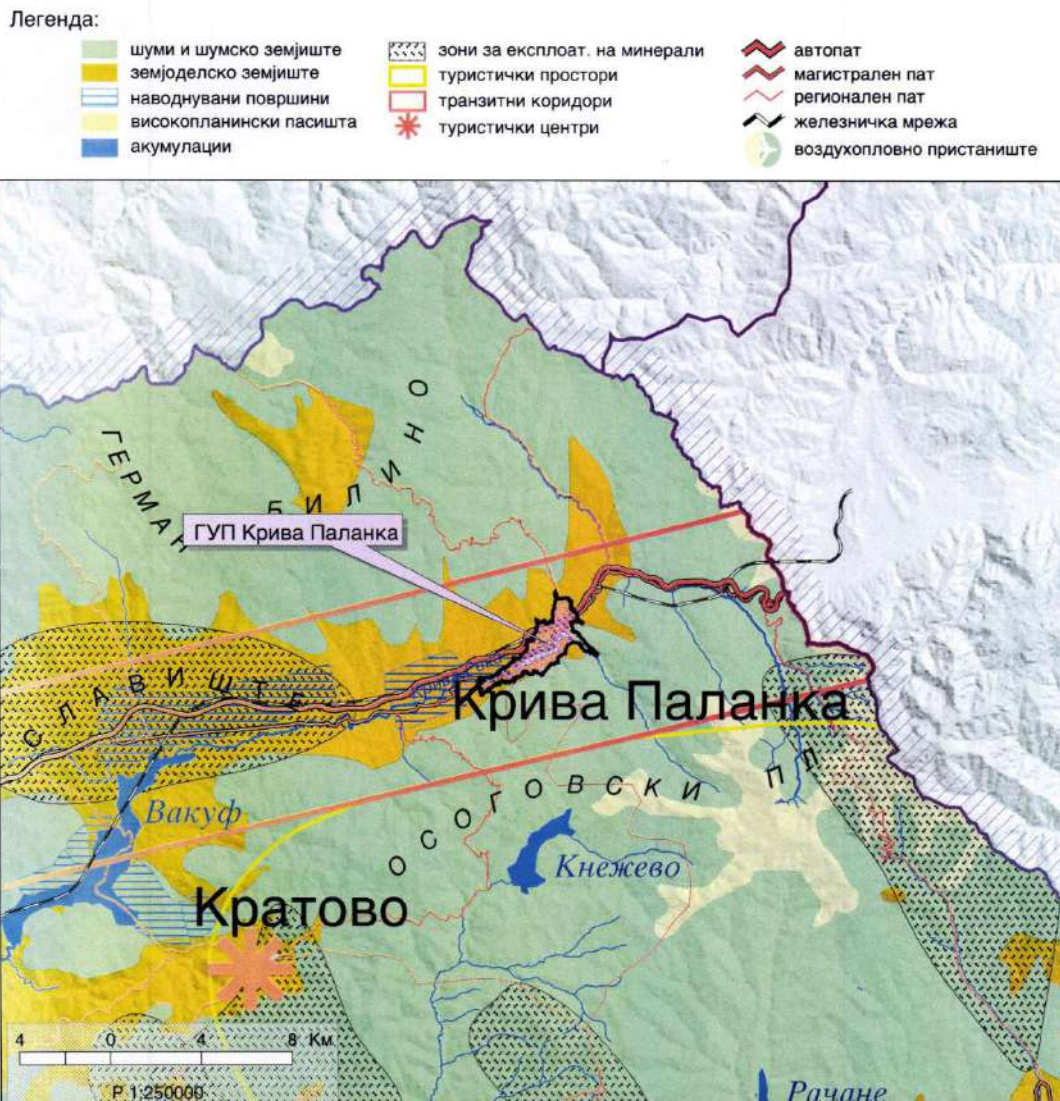 Легенда:
шуми и шумско земјиште
земјоделско земјиште
наводнувани површини
високопланински пасишта
акумулации
зони за експлоат. на минерали
туристички простори
транзитни коридори
туристички центри
автопат
магистрален пат
регионален пат
железничка мрежа
воздухопловно пристаниште
ГЕРМАН
БИЛИНО
ГУП Крива Паланка
СЛАВИШТЕ
Крива Паланка
ОСОГОВСКИ ПЛ
Вакуф
Кнежево
Кратово
4 0 4 8 Км
Р 1:250000
Рачане